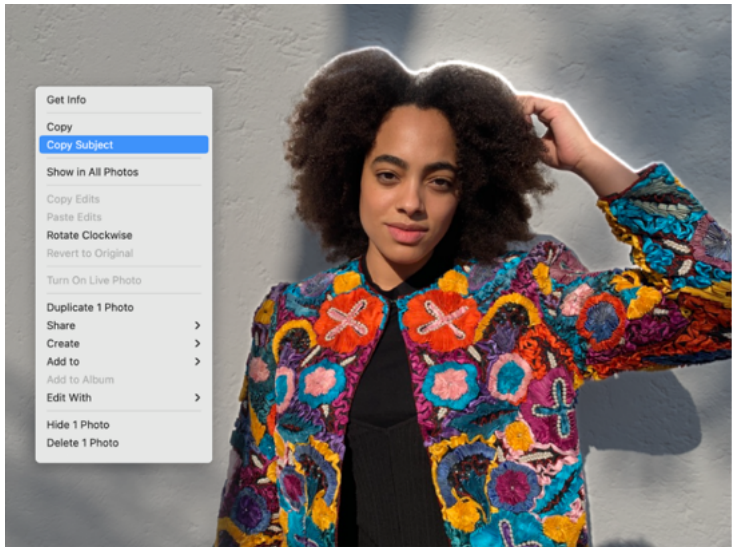 Get Info
Copy
Copy Subject
Show in All Photos
Copy Edits
Paste Edits
Rotate Clockwise
Revert to Original
Turn On Live Photo
Duplicate 1 Photo
Share
Create
Add to
Add to Album
Edit With
Hide 1 Photo
Delete 1 Photo